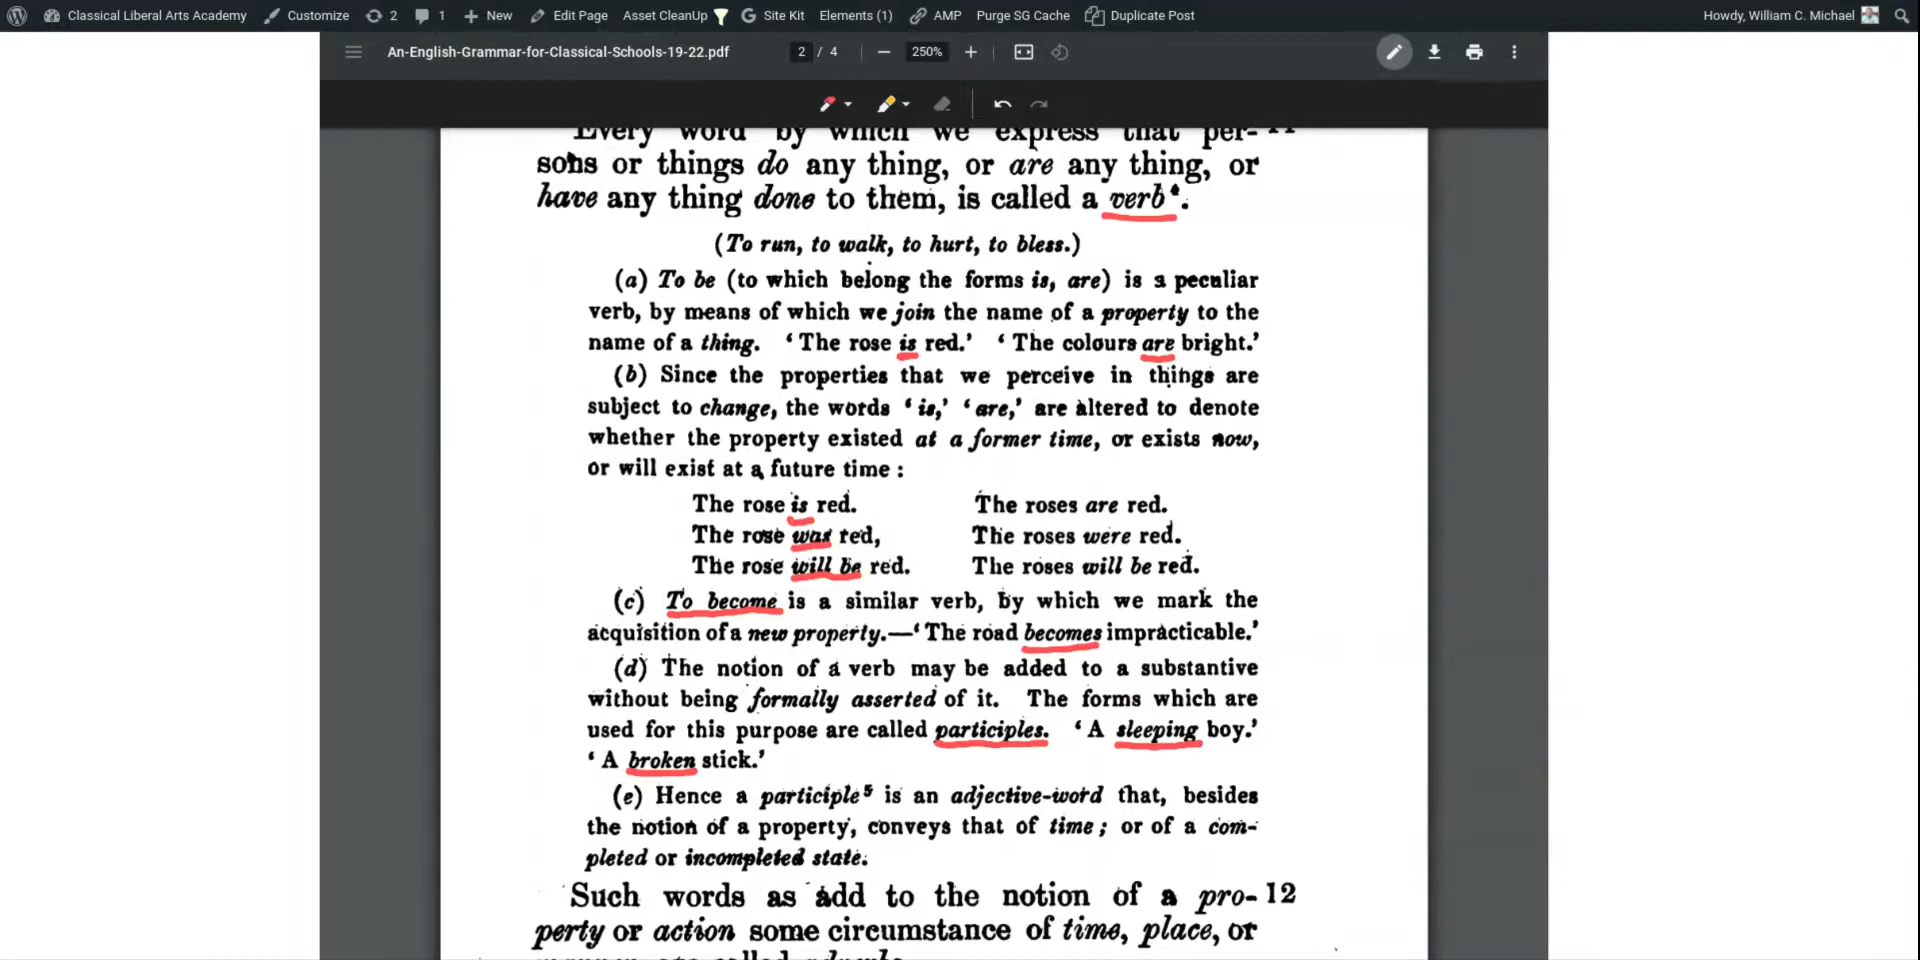 Classical Liberal Arts Academy Customize 2 1 New Edit Page Asset CleanUp Site Kit Elements (1) AMP Purge SG Cache Duplicate Post Howdy, William C. Michael
An-English-Grammar-for-Classical-Schools-19-22.pdf 2 / 4 250%
Every word by which we express that per- 11
sons or things do any thing, or are any thing, or
have any thing done to them, is called a verb⁴.
(To run, to walk, to hurt, to bless.)
(a) To be (to which belong the forms is, are) is a peculiar
verb, by means of which we join the name of a property to the
name of a thing. ‘ The rose is red.’ ‘ The colours are bright.’
(b) Since the properties that we perceive in things are
subject to change, the words ‘ is,’ ‘ are,’ are altered to denote
whether the property existed at a former time, or exists now,
or will exist at a future time :
The rose is red. The roses are red.
The rose was red, The roses were red.
The rose will be red. The roses will be red.
(c) To become is a similar verb, by which we mark the
acquisition of a new property.—‘ The road becomes impracticable.’
(d) The notion of a verb may be added to a substantive
without being formally asserted of it. The forms which are
used for this purpose are called participles. ‘ A sleeping boy.’
‘ A broken stick.’
(e) Hence a participle⁵ is an adjective-word that, besides
the notion of a property, conveys that of time ; or of a com-
pleted or incompleted state.
Such words as add to the notion of a pro- 12
perty or action some circumstance of time, place, or